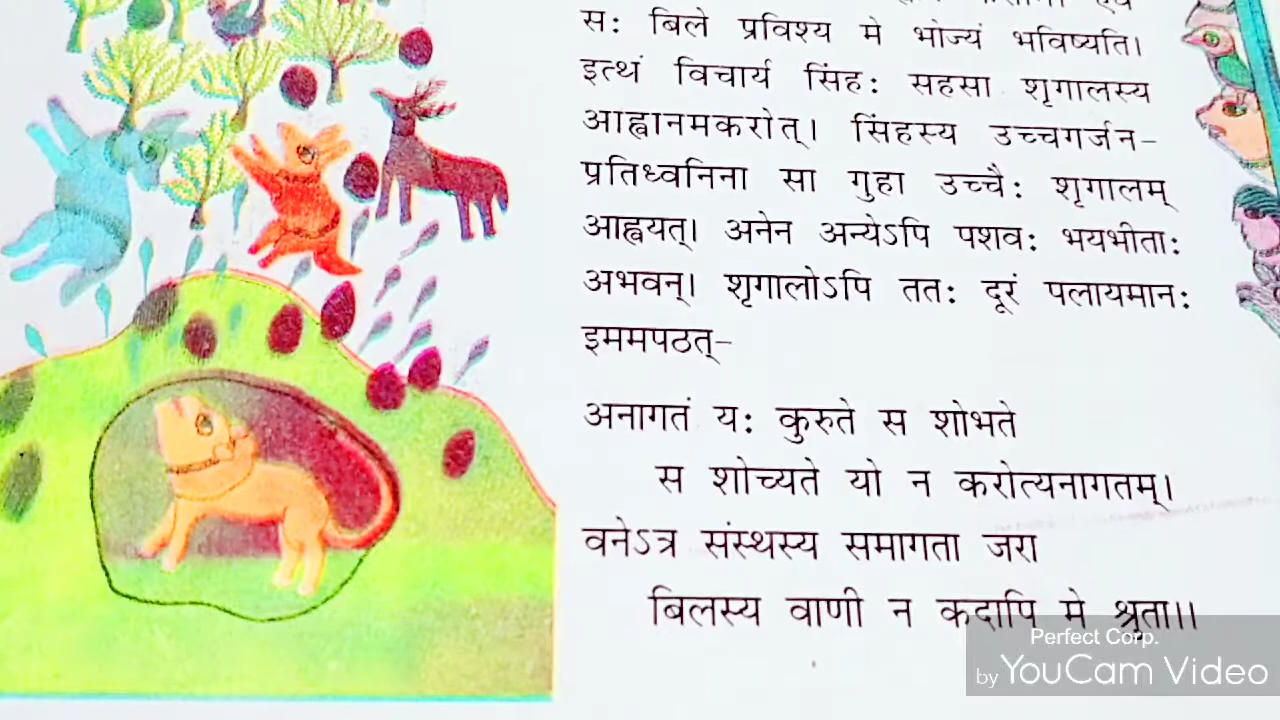 सः बिले प्रविश्य मे भोज्यं भविष्यति।
इत्थं विचार्य सिंहः सहसा शृगालस्य
आह्वानमकरोत्। सिंहस्य उच्चगर्जन-
प्रतिध्वनिना सा गुहा उच्चैः शृगालम्
आह्वयत्। अनेन अन्येऽपि पशवः भयभीताः
अभवन्। शृगालोऽपि ततः दूरं पलायमानः
इममपठत्-
अनागतं यः कुरुते स शोभते
स शोच्यते यो न करोत्यनागतम्।
वनेऽत्र संस्थस्य समागता जरा
बिलस्य वाणी न कदापि मे श्रुता।।
Perfect Corp.
by YouCam Video